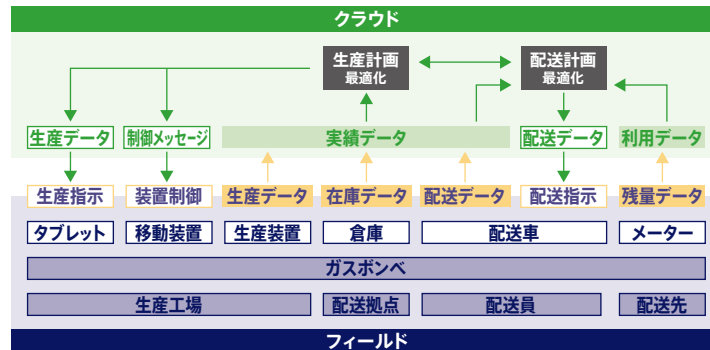 クラウド
生産計画
最適化
配送計画
最適化
生産データ
制御メッセージ
実績データ
配送データ
利用データ
生産指示
装置制御
生産データ
在庫データ
配送データ
配送指示
残量データ
タブレット
移動装置
生産装置
倉庫
配送車
メーター
ガスボンベ
生産工場
配送拠点
配送員
配送先
フィールド